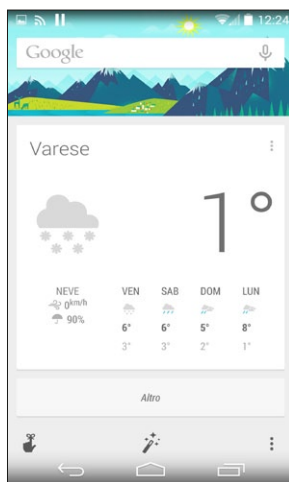 12:24
Google
Varese
1°
NEVE VEN SAB DOM LUN
0km/h
90%
6° 6° 5° 8°
3° 3° 2° 1°
Altro